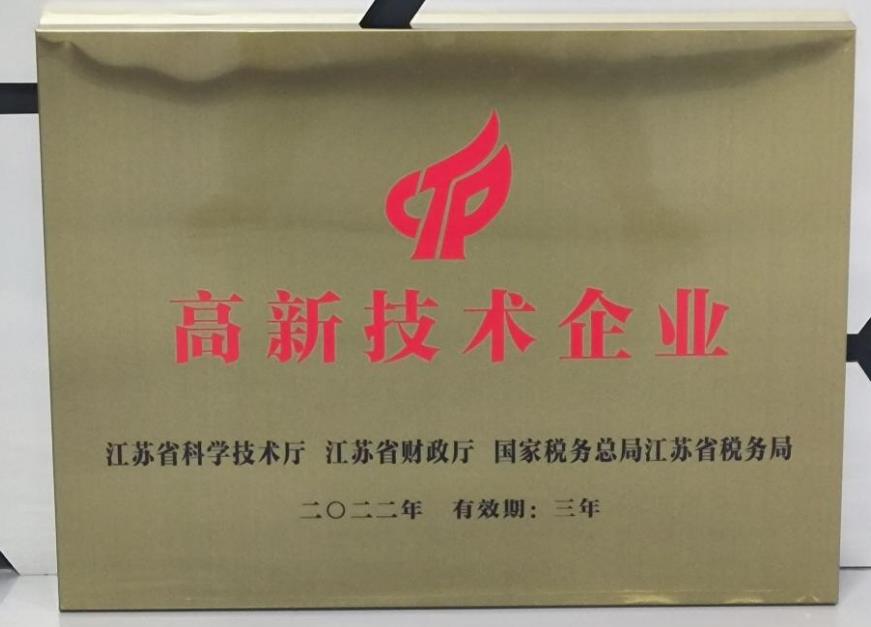 高新技术企业
江苏省科学技术厅 江苏省财政厅 国家税务总局江苏省税务局
二〇二二年 有效期：三年